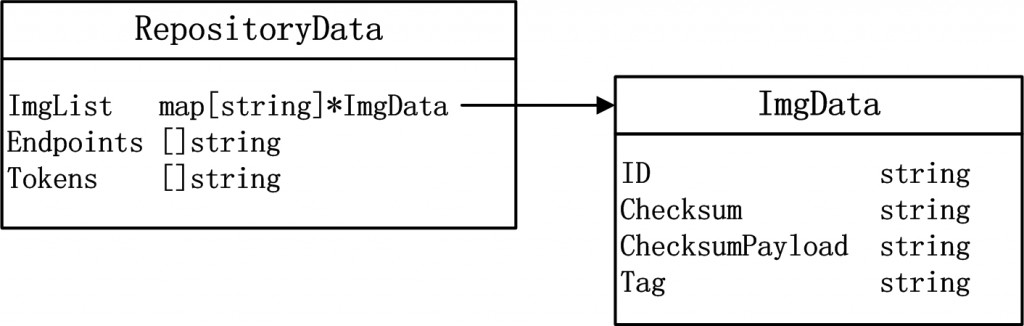 RepositoryData
ImgList map[string]*ImgData
Endpoints []string
Tokens []string
ImgData
ID string
Checksum string
ChecksumPayload string
Tag string